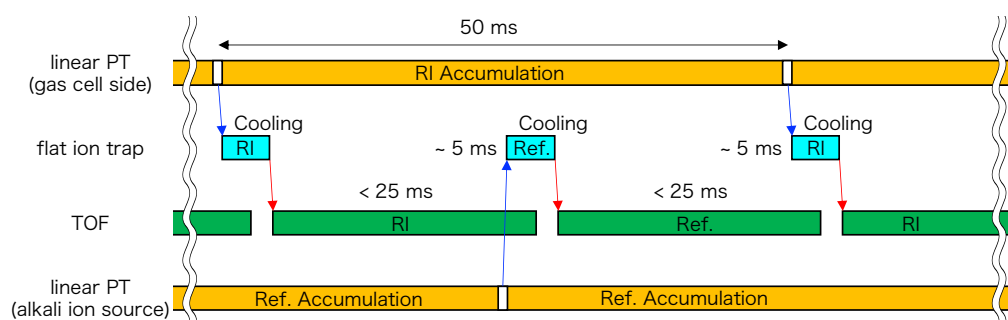 50 ms
linear PT
(gas cell side)
RI Accumulation
Cooling
Cooling
Cooling
flat ion trap
RI
~ 5 ms
Ref.
~ 5 ms
RI
< 25 ms
< 25 ms
TOF
RI
Ref.
RI
linear PT
(alkali ion source)
Ref. Accumulation
Ref. Accumulation